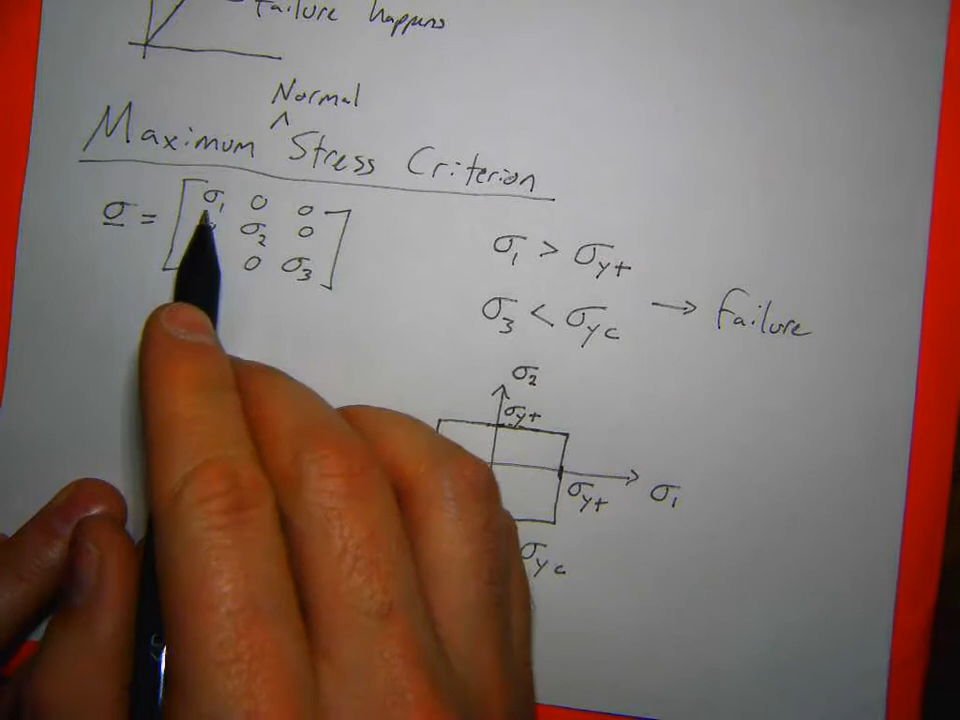 Failure happens
Normal
^
Maximum Stress Criterion
σ = [σ₁ 0 0
σ₂ 0
0 σ₃]
σ₁ > σyt
σ₃ < σyc → Failure
σ₂
σyt
σyt σ₁
σyc